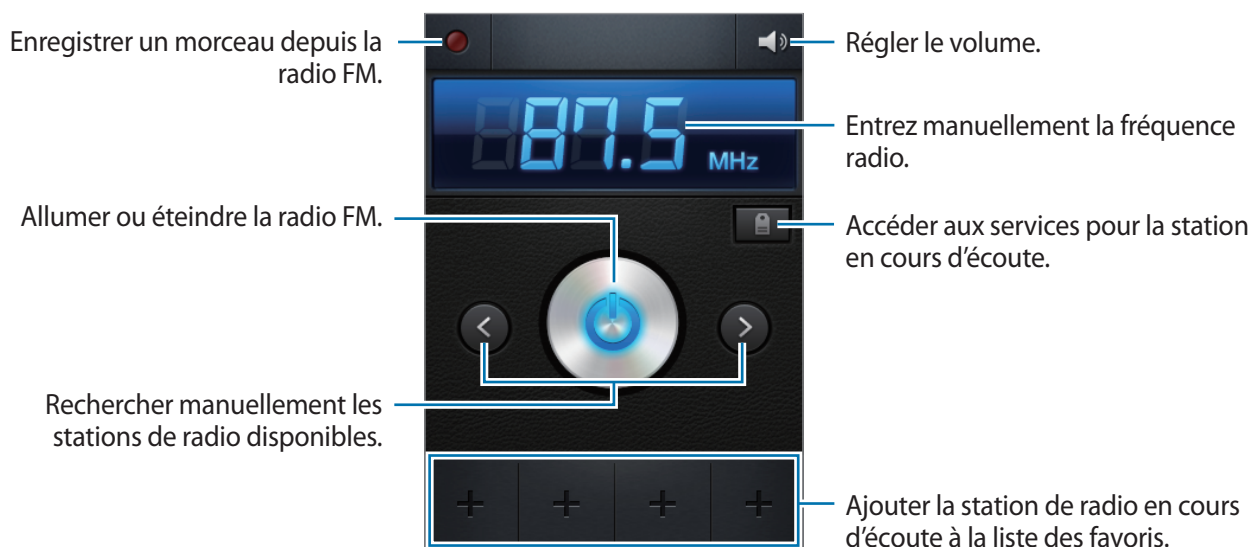 Enregistrer un morceau depuis la
radio FM.
Régler le volume.
87.5 MHz
Entrez manuellement la fréquence
radio.
Allumer ou éteindre la radio FM.
Accéder aux services pour la station
en cours d’écoute.
Rechercher manuellement les
stations de radio disponibles.
Ajouter la station de radio en cours
d’écoute à la liste des favoris.